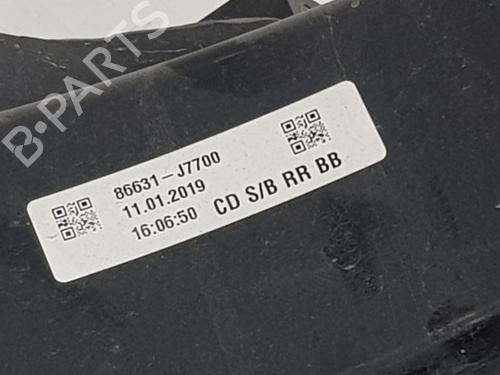 B-PARTS
86631-J7700
11.01.2019
16:06:50 CD S/B RR BB